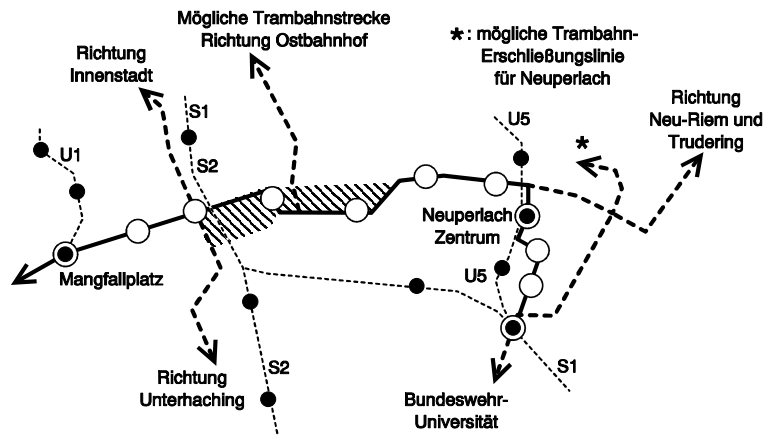 Mögliche Trambahnstrecke
Richtung Ostbahnhof
*: mögliche Trambahn-
Erschließungslinie
für Neuperlach
Richtung
Innenstadt
Richtung
Neu-Riem und
Trudering
S1
U5
*
U1
S2
Neuperlach
Zentrum
Mangfallplatz
U5
S2
S1
Richtung
Unterhaching
Bundeswehr-
Universität